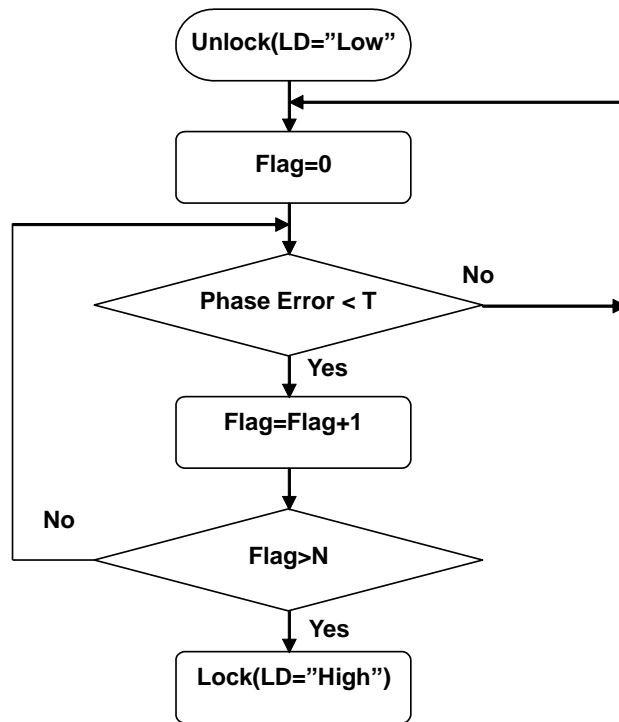 Unlock(LD=”Low”
Flag=0
Phase Error < T
No
Yes
Flag=Flag+1
No
Flag>N
Yes
Lock(LD=”High”)